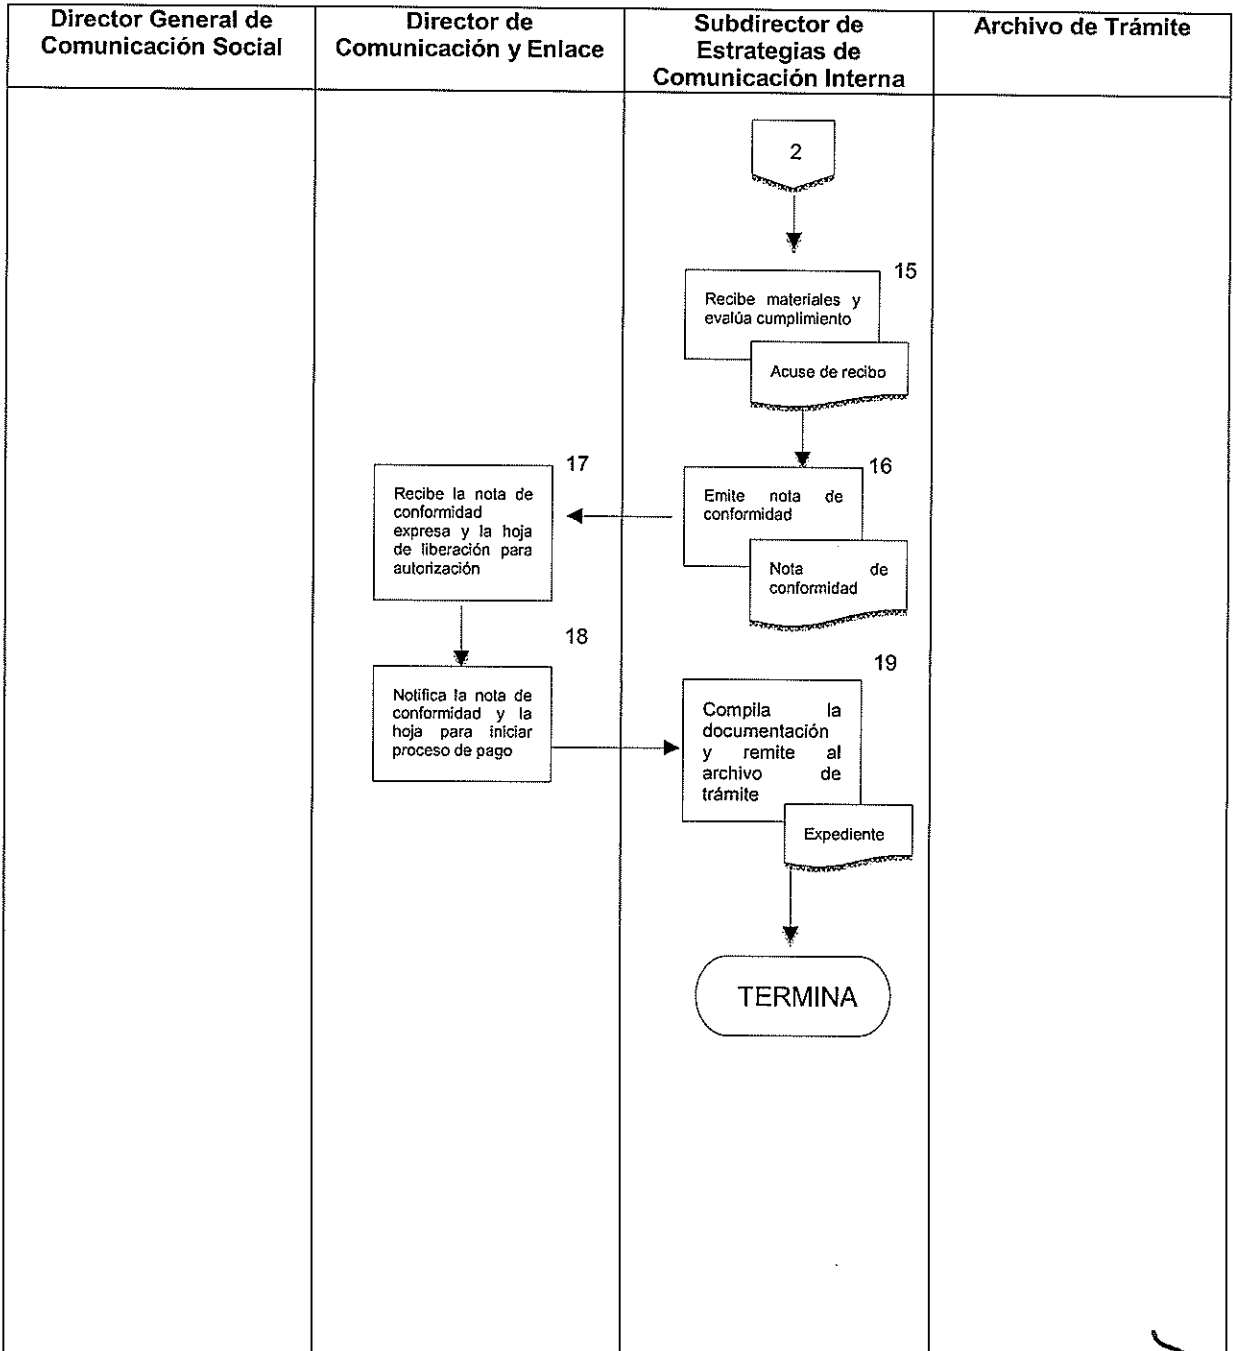 Director General de
Comunicación Social
Director de
Comunicación y Enlace
Subdirector de
Estrategias de
Comunicación Interna
Archivo de Trámite
2
15
Recibe materiales y
evalúa cumplimiento
Acuse de recibo
16
Emite nota de
conformidad
Nota de
conformidad
17
Recibe la nota de
conformidad
expresa y la hoja
de liberación para
autorización
18
Notifica la nota de
conformidad y la
hoja para iniciar
proceso de pago
19
Compila la
documentación
y remite al
archivo de
trámite
Expediente
TERMINA